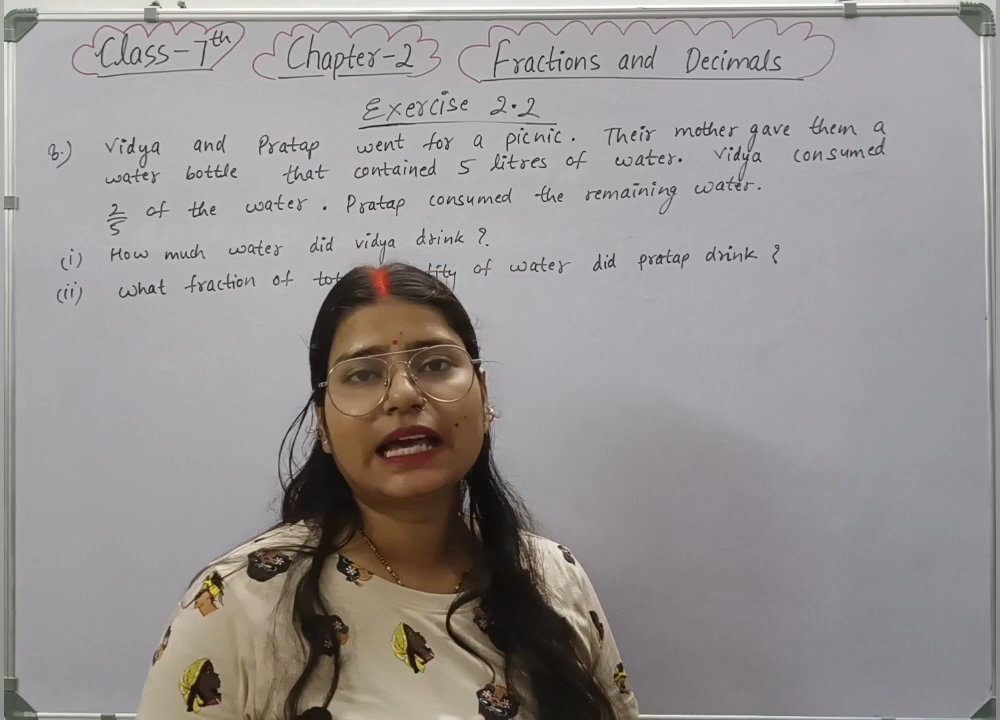 Class-7th Chapter-2 Fractions and Decimals
Exercise 2.2
8.) Vidya and Pratap went for a picnic. Their mother gave them a
water bottle that contained 5 litres of water. Vidya consumed
2/5 of the water. Pratap consumed the remaining water.
(i) How much water did vidya drink?
(ii) What fraction of of water did pratap drink?